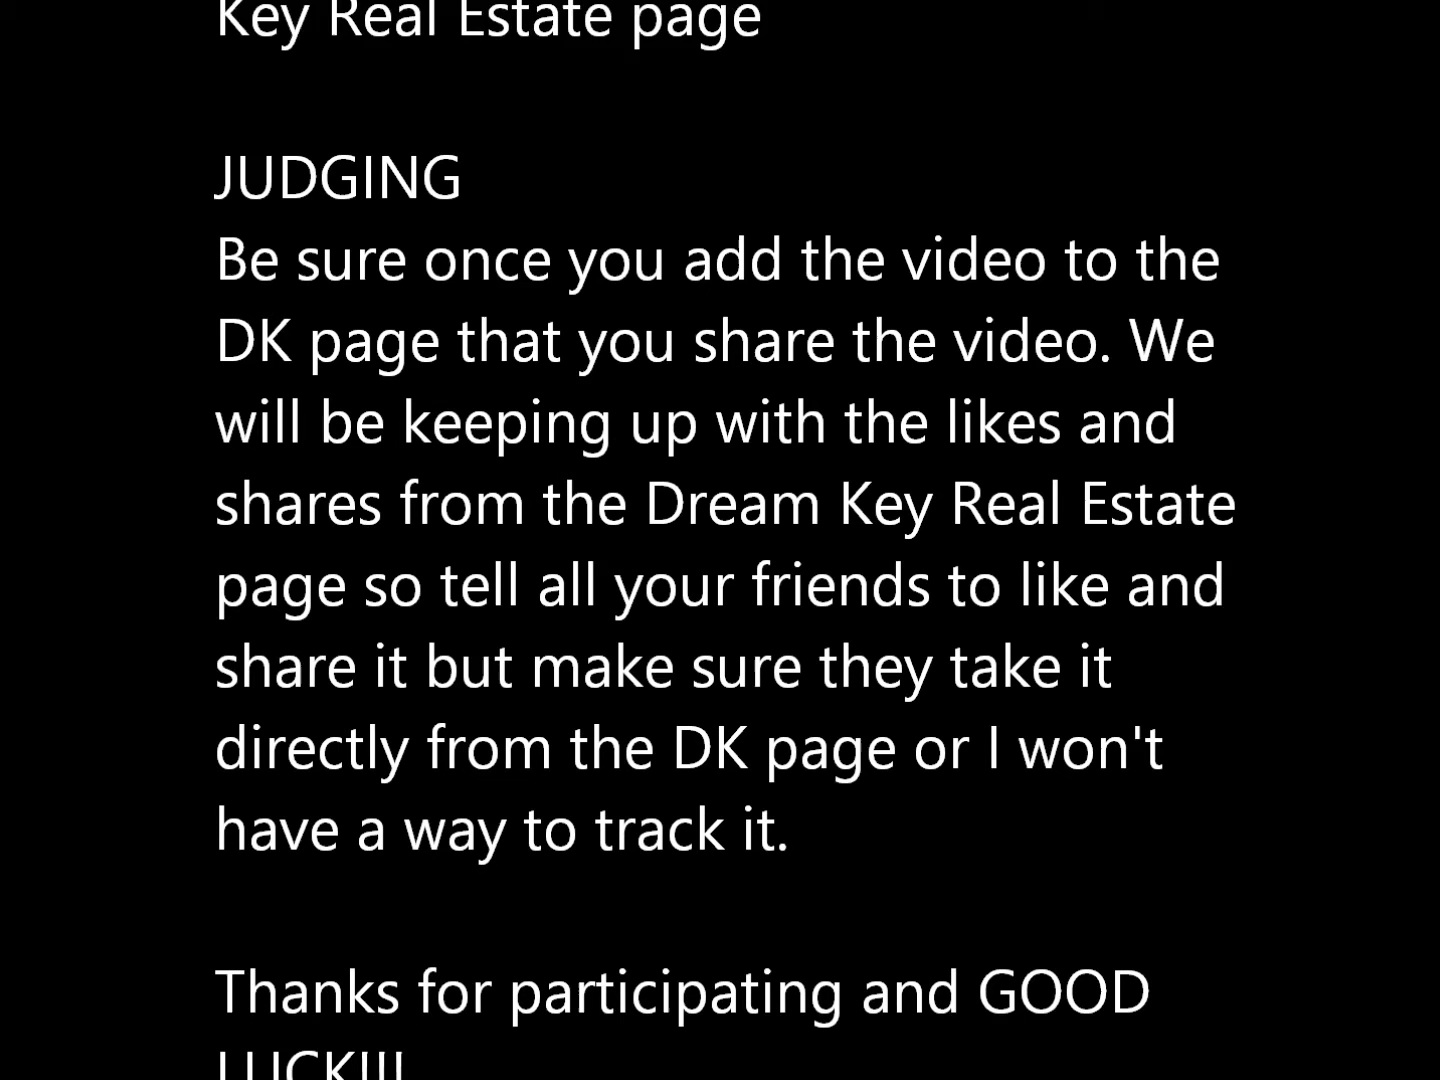 Key Real Estate page
JUDGING
Be sure once you add the video to the
DK page that you share the video. We
will be keeping up with the likes and
shares from the Dream Key Real Estate
page so tell all your friends to like and
share it but make sure they take it
directly from the DK page or I won't
have a way to track it.
Thanks for participating and GOOD
LUCK!!!